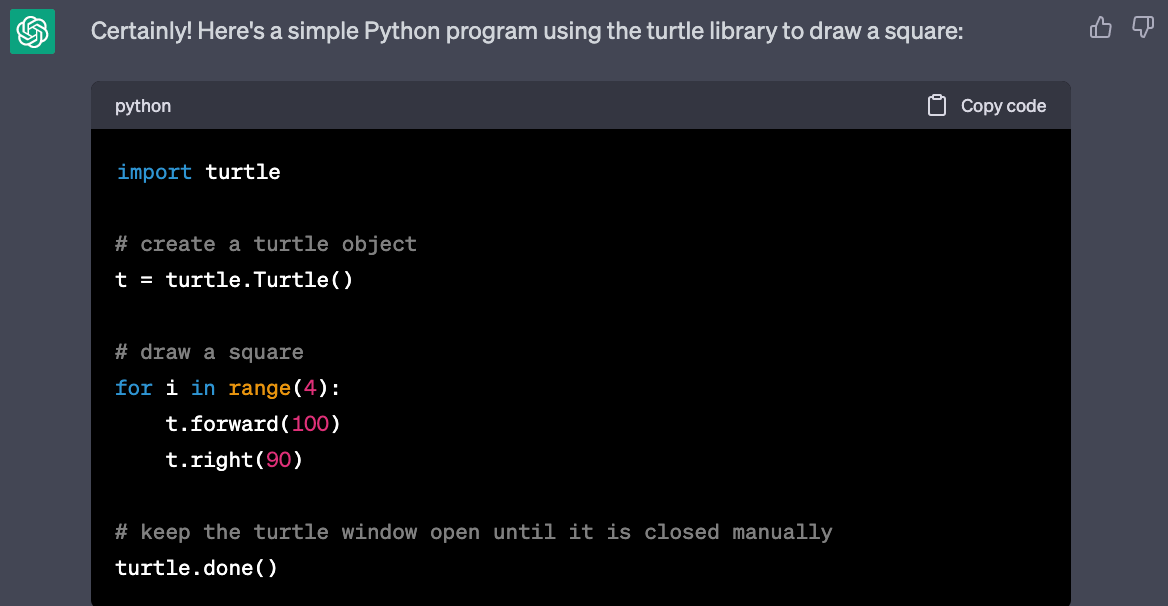 Certainly! Here's a simple Python program using the turtle library to draw a square:
python
Copy code
import turtle
# create a turtle object
t = turtle.Turtle()
# draw a square
for i in range(4):
    t.forward(100)
    t.right(90)
# keep the turtle window open until it is closed manually
turtle.done()